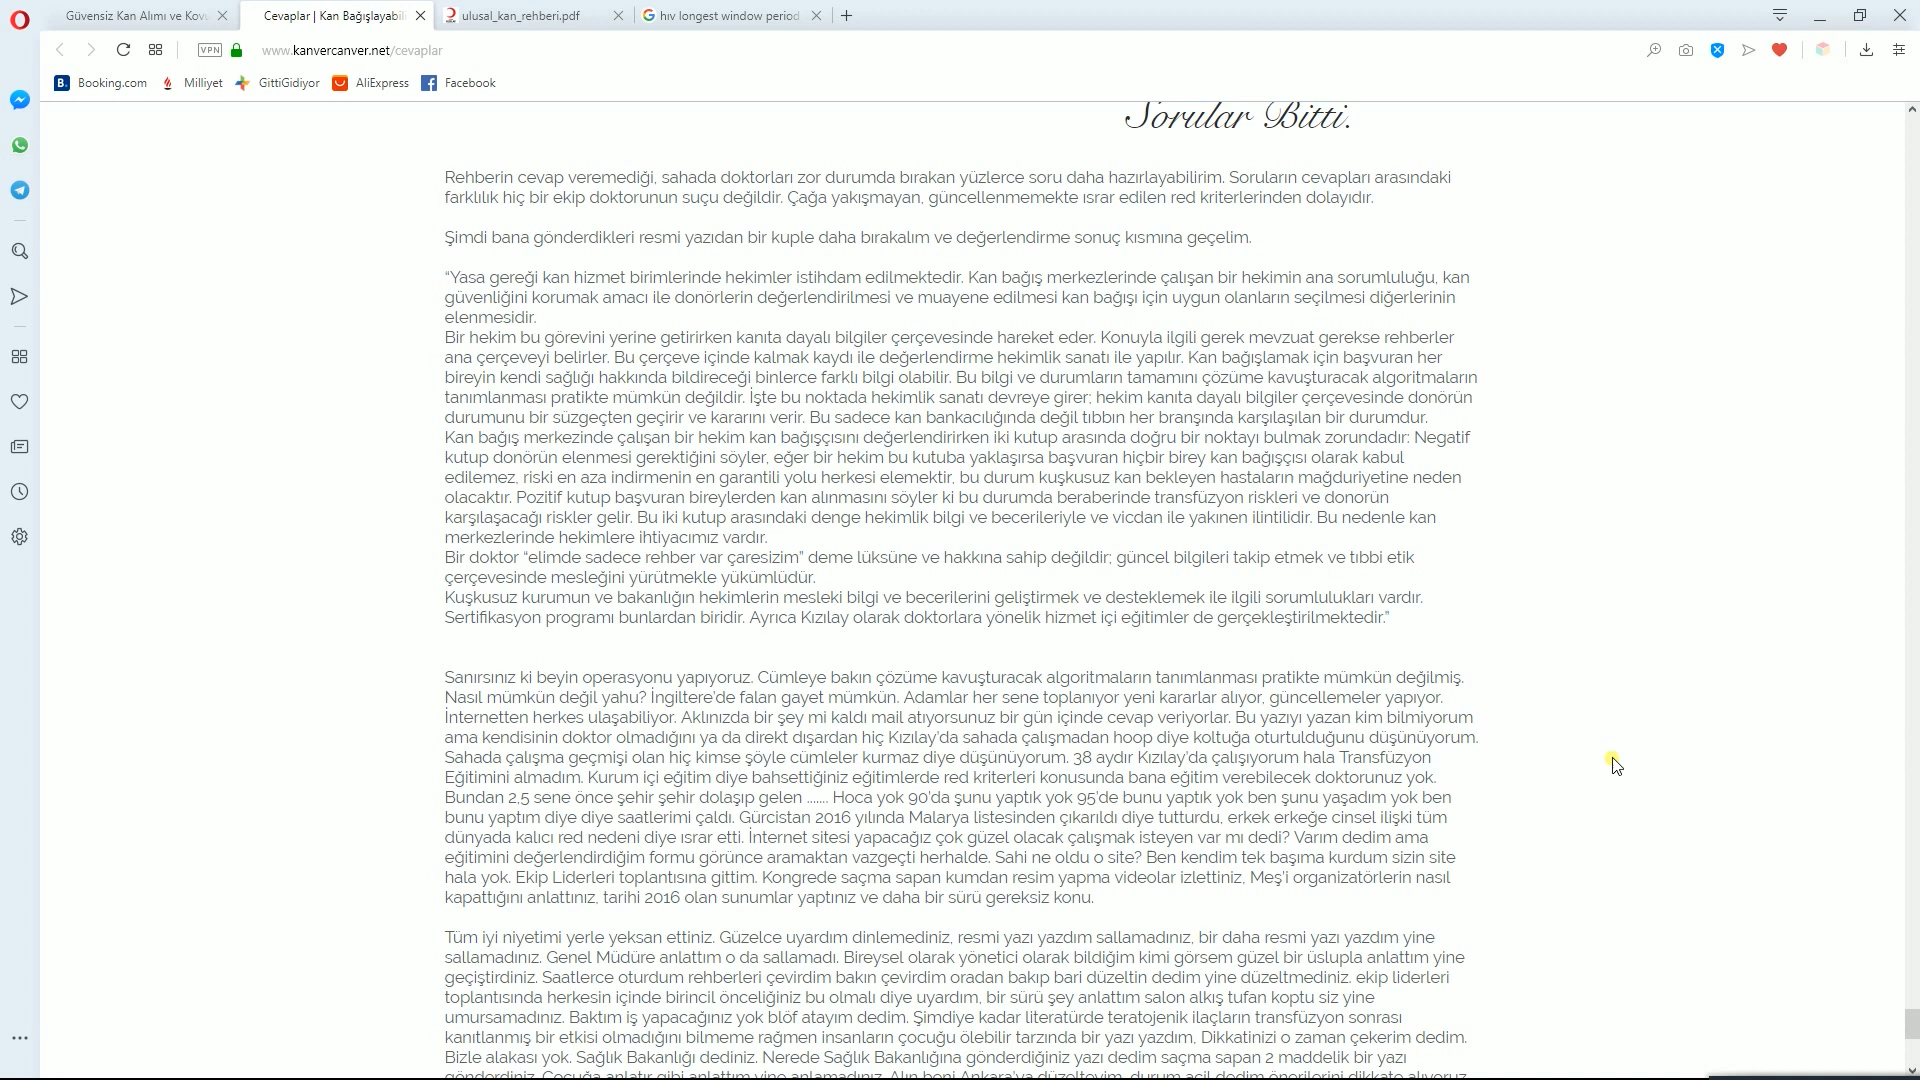 Güvensiz Kan Alımı ve Kovu
Cevaplar | Kan Bağışlayabili
ulusal_kan_rehberi.pdf
hıv longest window period
VPN
www.kanvercanver.net/cevaplar
Booking.com
Milliyet
GittiGidiyor
AliExpress
Facebook
Sorular Bitti.
Rehberin cevap veremediği, sahada doktorları zor durumda bırakan yüzlerce soru daha hazırlayabilirim. Soruların cevapları arasındaki
farklılık hiç bir ekip doktorunun suçu değildir. Çağa yakışmayan, güncellenmemekte ısrar edilen red kriterlerinden dolayıdır.
Şimdi bana gönderdikleri resmi yazıdan bir kuple daha bırakalım ve değerlendirme sonuç kısmına geçelim.
“Yasa gereği kan hizmet birimlerinde hekimler istihdam edilmektedir. Kan bağış merkezlerinde çalışan bir hekimin ana sorumluluğu, kan
güvenliğini korumak amacı ile donörlerin değerlendirilmesi ve muayene edilmesi kan bağışı için uygun olanların seçilmesi diğerlerinin
elenmesidir.
Bir hekim bu görevini yerine getirirken kanıta dayalı bilgiler çerçevesinde hareket eder. Konuyla ilgili gerek mevzuat gerekse rehberler
ana çerçeveyi belirler. Bu çerçeve içinde kalmak kaydı ile değerlendirme hekimlik sanatı ile yapılır. Kan bağışlamak için başvuran her
bireyin kendi sağlığı hakkında bildireceği binlerce farklı bilgi olabilir. Bu bilgi ve durumların tamamını çözüme kavuşturacak algoritmaların
tanımlanması pratikte mümkün değildir. İşte bu noktada hekimlik sanatı devreye girer; hekim kanıta dayalı bilgiler çerçevesinde donörün
durumunu bir süzgeçten geçirir ve kararını verir. Bu sadece kan bankacılığında değil tıbbın her branşında karşılaşılan bir durumdur.
Kan bağış merkezinde çalışan bir hekim kan bağışçısını değerlendirirken iki kutup arasında doğru bir noktayı bulmak zorundadır: Negatif
kutup donörün elenmesi gerektiğini söyler, eğer bir hekim bu kutuba yaklaşırsa başvuran hiçbir birey kan bağışçısı olarak kabul
edilemez, riski en aza indirmenin en garantili yolu herkesi elemektir, bu durum kuşkusuz kan bekleyen hastaların mağduriyetine neden
olacaktır. Pozitif kutup başvuran bireylerden kan alınmasını söyler ki bu durumda beraberinde transfüzyon riskleri ve donorün
karşılaşacağı riskler gelir. Bu iki kutup arasındaki denge hekimlik bilgi ve becerileriyle ve vicdan ile yakınen ilintilidir. Bu nedenle kan
merkezlerinde hekimlere ihtiyacımız vardır.
Bir doktor “elimde sadece rehber var çaresizim” deme lüksüne ve hakkına sahip değildir; güncel bilgileri takip etmek ve tıbbi etik
çerçevesinde mesleğini yürütmekle yükümlüdür.
Kuşkusuz kurumun ve bakanlığın hekimlerin mesleki bilgi ve becerilerini geliştirmek ve desteklemek ile ilgili sorumlulukları vardır.
Sertifikasyon programı bunlardan biridir. Ayrıca Kızılay olarak doktorlara yönelik hizmet içi eğitimler de gerçekleştirilmektedir.”
Sanırsınız ki beyin operasyonu yapıyoruz. Cümleye bakın çözüme kavuşturacak algoritmaların tanımlanması pratikte mümkün değilmiş.
Nasıl mümkün değil yahu? İngiltere’de falan gayet mümkün. Adamlar her sene toplanıyor yeni kararlar alıyor, güncellemeler yapıyor.
İnternetten herkes ulaşabiliyor. Aklınızda bir şey mi kaldı mail atıyorsunuz bir gün içinde cevap veriyorlar. Bu yazıyı yazan kim bilmiyorum
ama kendisinin doktor olmadığını ya da direkt dışardan hiç Kızılay’da sahada çalışmadan hoop diye koltuğa oturtulduğunu düşünüyorum.
Sahada çalışma geçmişi olan hiç kimse şöyle cümleler kurmaz diye düşünüyorum. 38 aydır Kızılay’da çalışıyorum hala Transfüzyon
Eğitimini almadım. Kurum içi eğitim diye bahsettiğiniz eğitimlerde red kriterleri konusunda bana eğitim verebilecek doktorunuz yok.
Bundan 2,5 sene önce şehir şehir dolaşıp gelen ....... Hoca yok 90’da şunu yaptık yok 95’de bunu yaptık yok ben şunu yaşadım yok ben
bunu yaptım diye diye saatlerimi çaldı. Gürcistan 2016 yılında Malarya listesinden çıkarıldı diye tutturdu, erkek erkeğe cinsel ilişki tüm
dünyada kalıcı red nedeni diye ısrar etti. İnternet sitesi yapacağız çok güzel olacak çalışmak isteyen var mı dedi? Varım dedim ama
eğitimini değerlendirdiğim formu görünce aramaktan vazgeçti herhalde. Sahi ne oldu o site? Ben kendim tek başıma kurdum sizin site
hala yok. Ekip Liderleri toplantısına gittim. Kongrede saçma sapan kumdan resim yapma videolar izlettiniz, Meş’i organizatörlerin nasıl
kapattığını anlattınız, tarihi 2016 olan sunumlar yaptınız ve daha bir sürü gereksiz konu.
Tüm iyi niyetimi yerle yeksan ettiniz. Güzelce uyardım dinlemediniz, resmi yazı yazdım sallamadınız, bir daha resmi yazı yazdım yine
sallamadınız. Genel Müdüre anlattım o da sallamadı. Bireysel olarak yönetici olarak bildiğim kimi görsem güzel bir üslupla anlattım yine
geçiştirdiniz. Saatlerce oturdum rehberleri çevirdim bakın çevirdim oradan bakıp bari düzeltin dedim yine düzeltmediniz. ekip liderleri
toplantısında herkesin içinde birincil önceliğiniz bu olmalı diye uyardım, bir sürü şey anlattım salon alkış tufan koptu siz yine
umursamadınız. Baktım iş yapacağınız yok blöf atayım dedim. Şimdiye kadar literatürde teratojenik ilaçların transfüzyon sonrası
kanıtlanmış bir etkisi olmadığını bilmeme rağmen insanların çocuğu ölebilir tarzında bir yazı yazdım, Dikkatinizi o zaman çekerim dedim.
Bizle alakası yok. Sağlık Bakanlığı dediniz. Nerede Sağlık Bakanlığına gönderdiğiniz yazı dedim saçma sapan 2 maddelik bir yazı
gönderdiniz. Çocuğa anlatır gibi anlattım yine anlamadınız. Alın beni Ankara’ya düzelteyim, durum acil dedim önerilerini dikkate alıyoruz